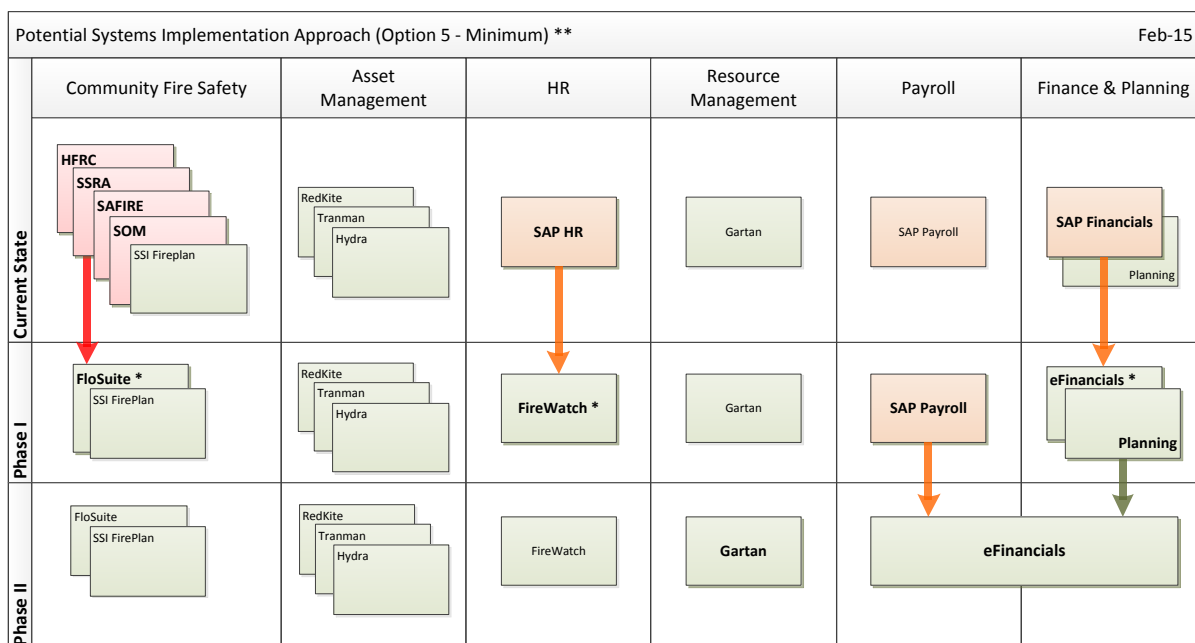 Potential Systems Implementation Approach (Option 5 - Minimum) **
Feb-15
Community Fire Safety
Asset
Management
HR
Resource
Management
Payroll
Finance & Planning
Current State
HFRC
SSRA
SAFIRE
SOM
SSI Fireplan
RedKite
Tranman
Hydra
SAP HR
Gartan
SAP Payroll
SAP Financials
Planning
Phase I
FloSuite *
SSI FirePlan
RedKite
Tranman
Hydra
FireWatch *
Gartan
SAP Payroll
eFinancials *
Planning
Phase II
FloSuite
SSI FirePlan
RedKite
Tranman
Hydra
FireWatch
Gartan
eFinancials